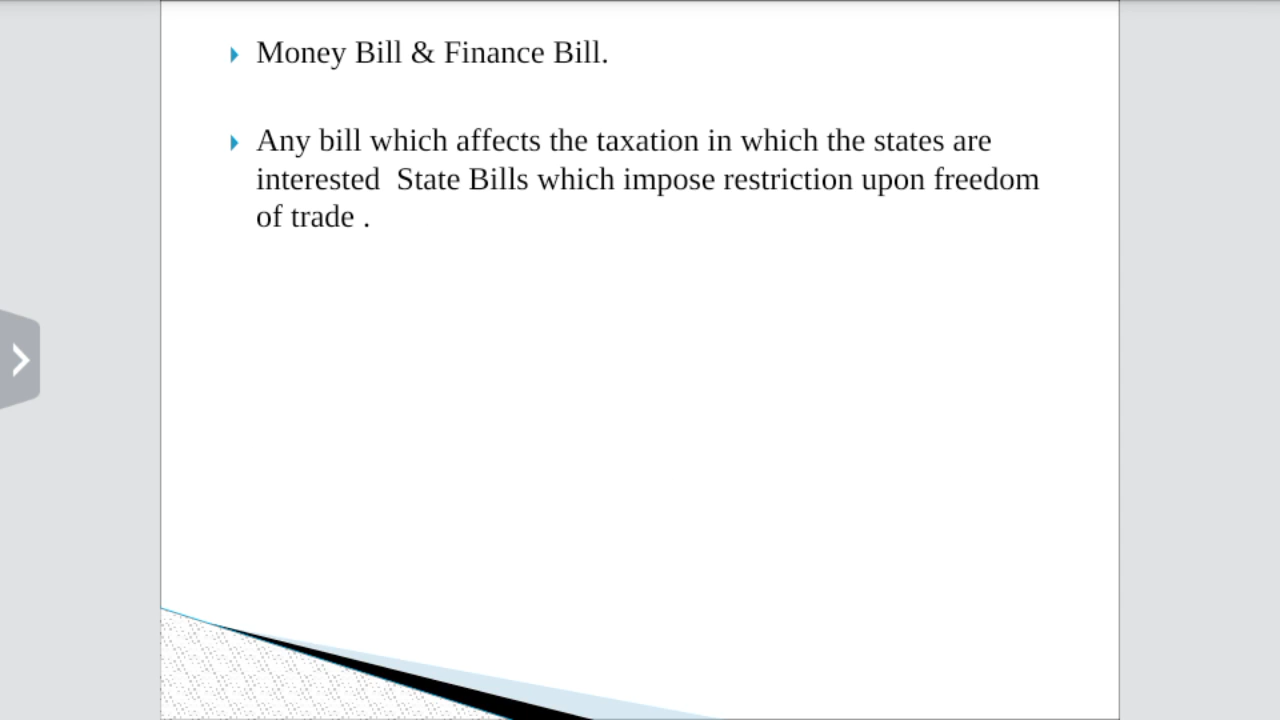 Money Bill & Finance Bill.
Any bill which affects the taxation in which the states are
interested  State Bills which impose restriction upon freedom
of trade .